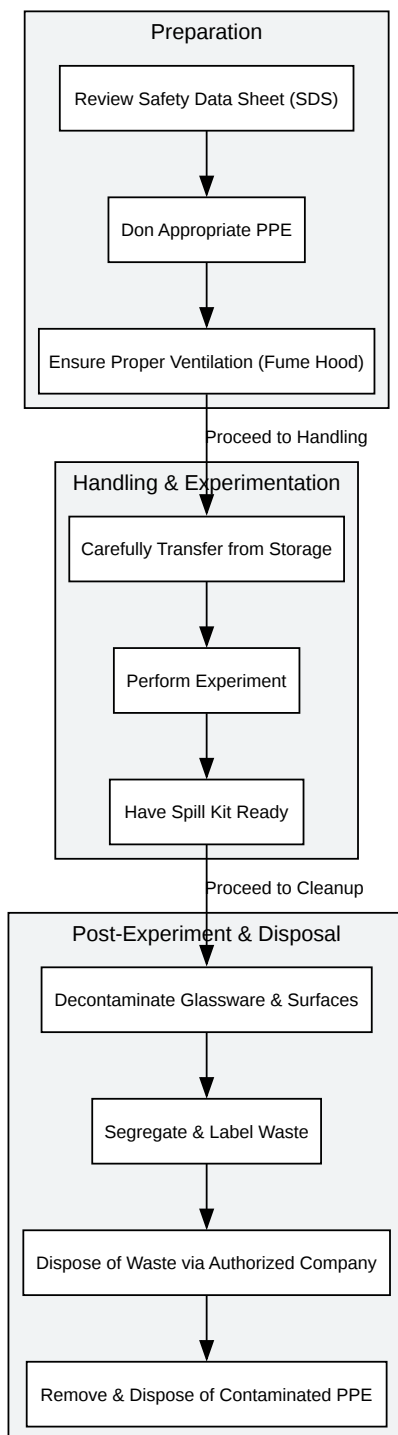 Preparation
Review Safety Data Sheet (SDS)
Don Appropriate PPE
Ensure Proper Ventilation (Fume Hood)
Proceed to Handling
Handling & Experimentation
Carefully Transfer from Storage
Perform Experiment
Have Spill Kit Ready
Proceed to Cleanup
Post-Experiment & Disposal
Decontaminate Glassware & Surfaces
Segregate & Label Waste
Dispose of Waste via Authorized Company
Remove & Dispose of Contaminated PPE